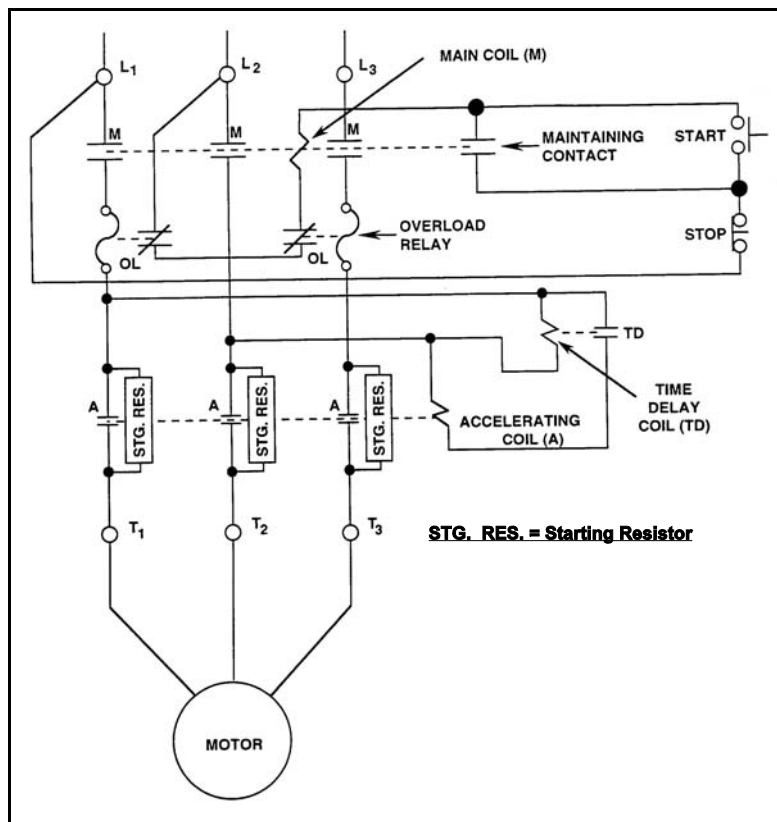 L1
L2
L3
MAIN COIL (M)
M
M
M
MAINTAINING
CONTACT
START
OVERLOAD
RELAY
STOP
OL
OL
TD
TIME
DELAY
COIL (TD)
A
STG. RES.
A
STG. RES.
A
STG. RES.
ACCELERATING
COIL (A)
T1
T2
T3
STG. RES. = Starting Resistor
MOTOR